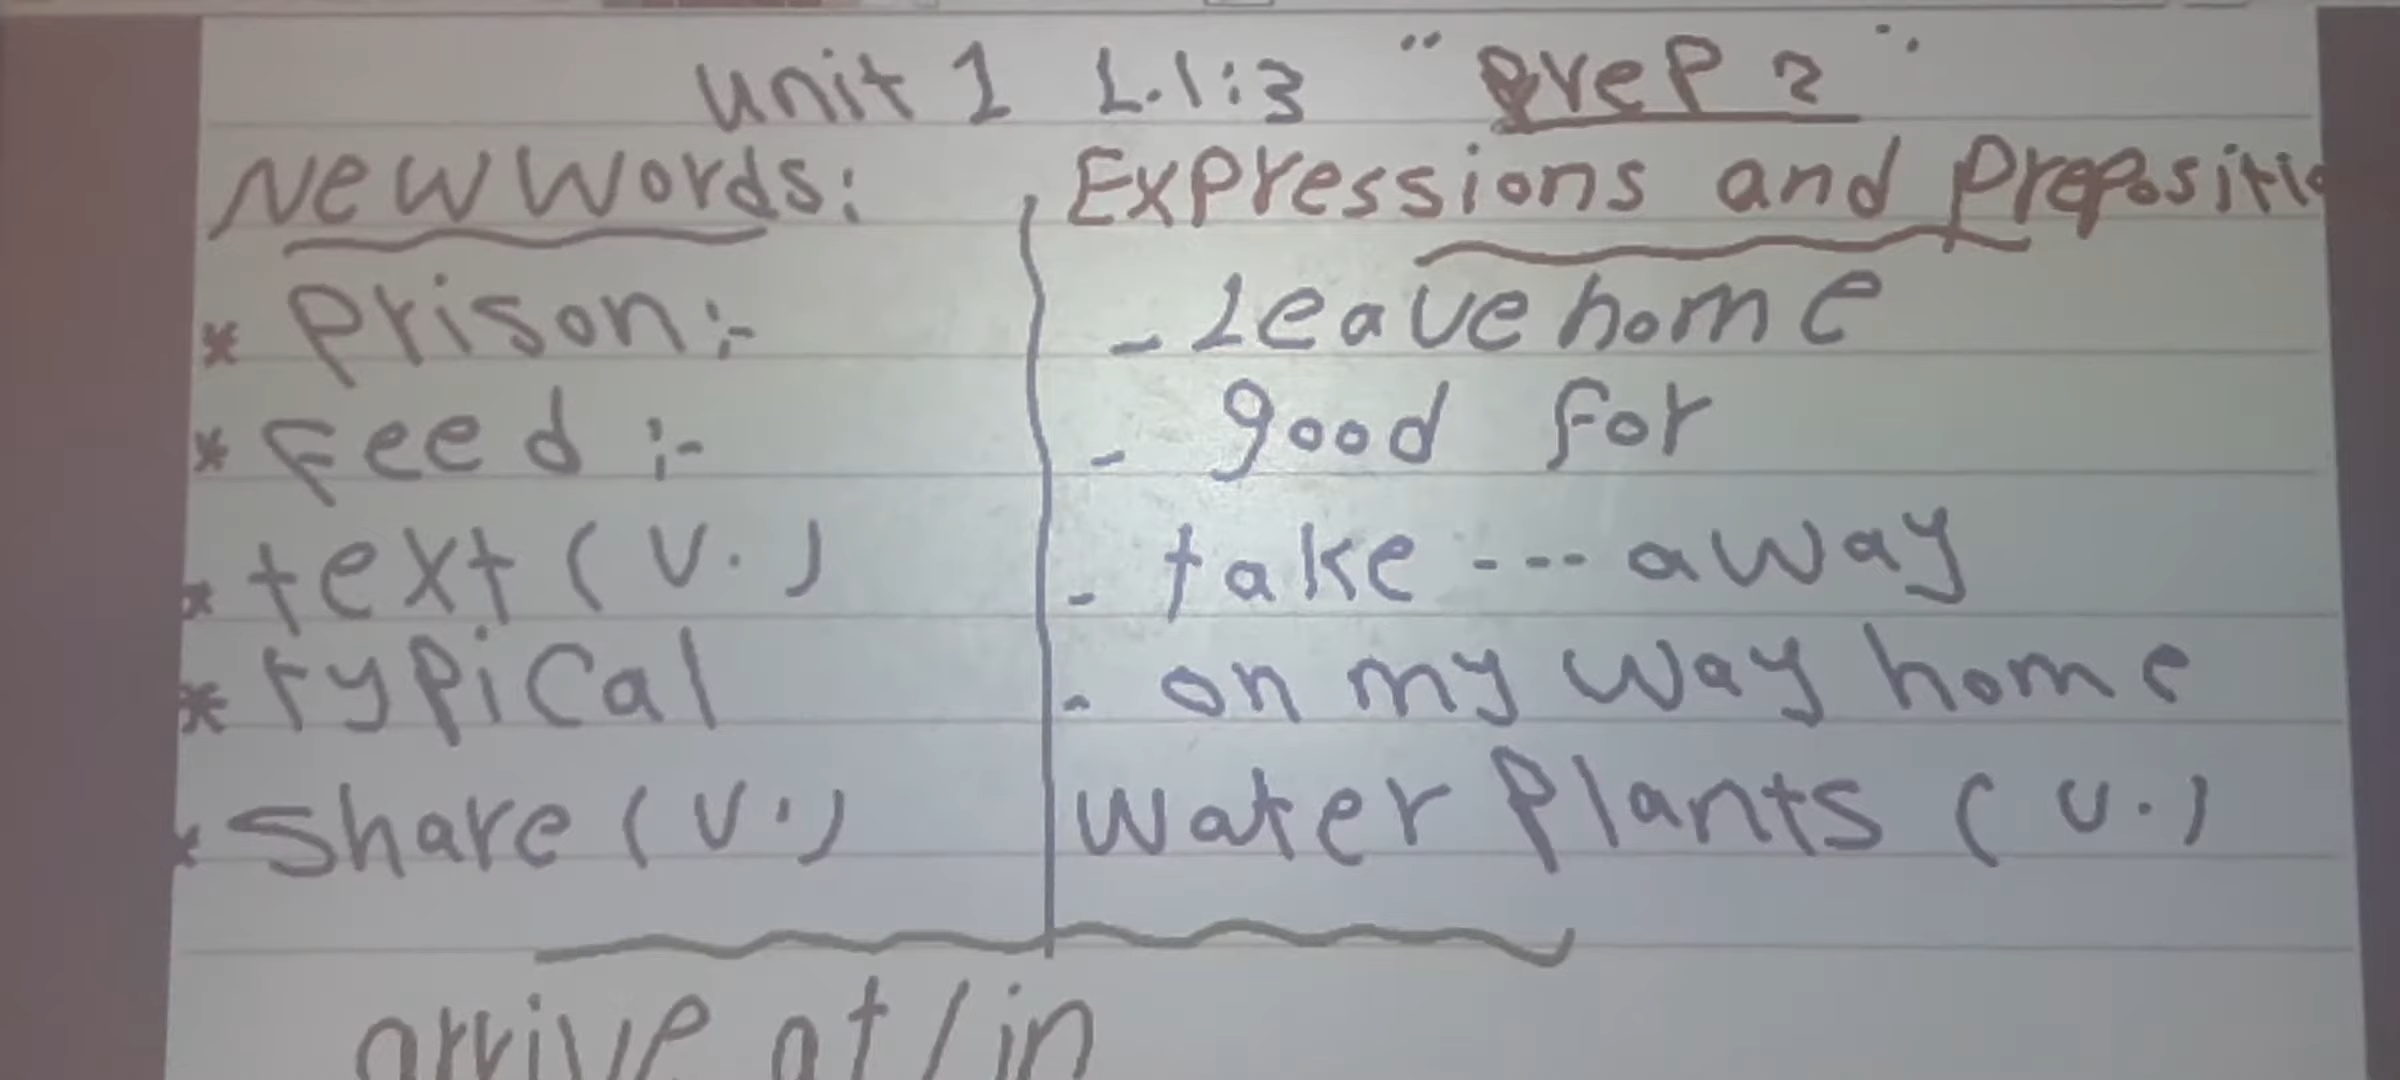 unit 1 L.1:3 "Prep 2"
New Words:
* Prison:-
* Feed :-
* text (v.)
* typical
* Share (v.)
Expressions and Prepositio
- Leave home
- good for
- take --- away
- on my way home
water Plants (v.)
arrive at / in